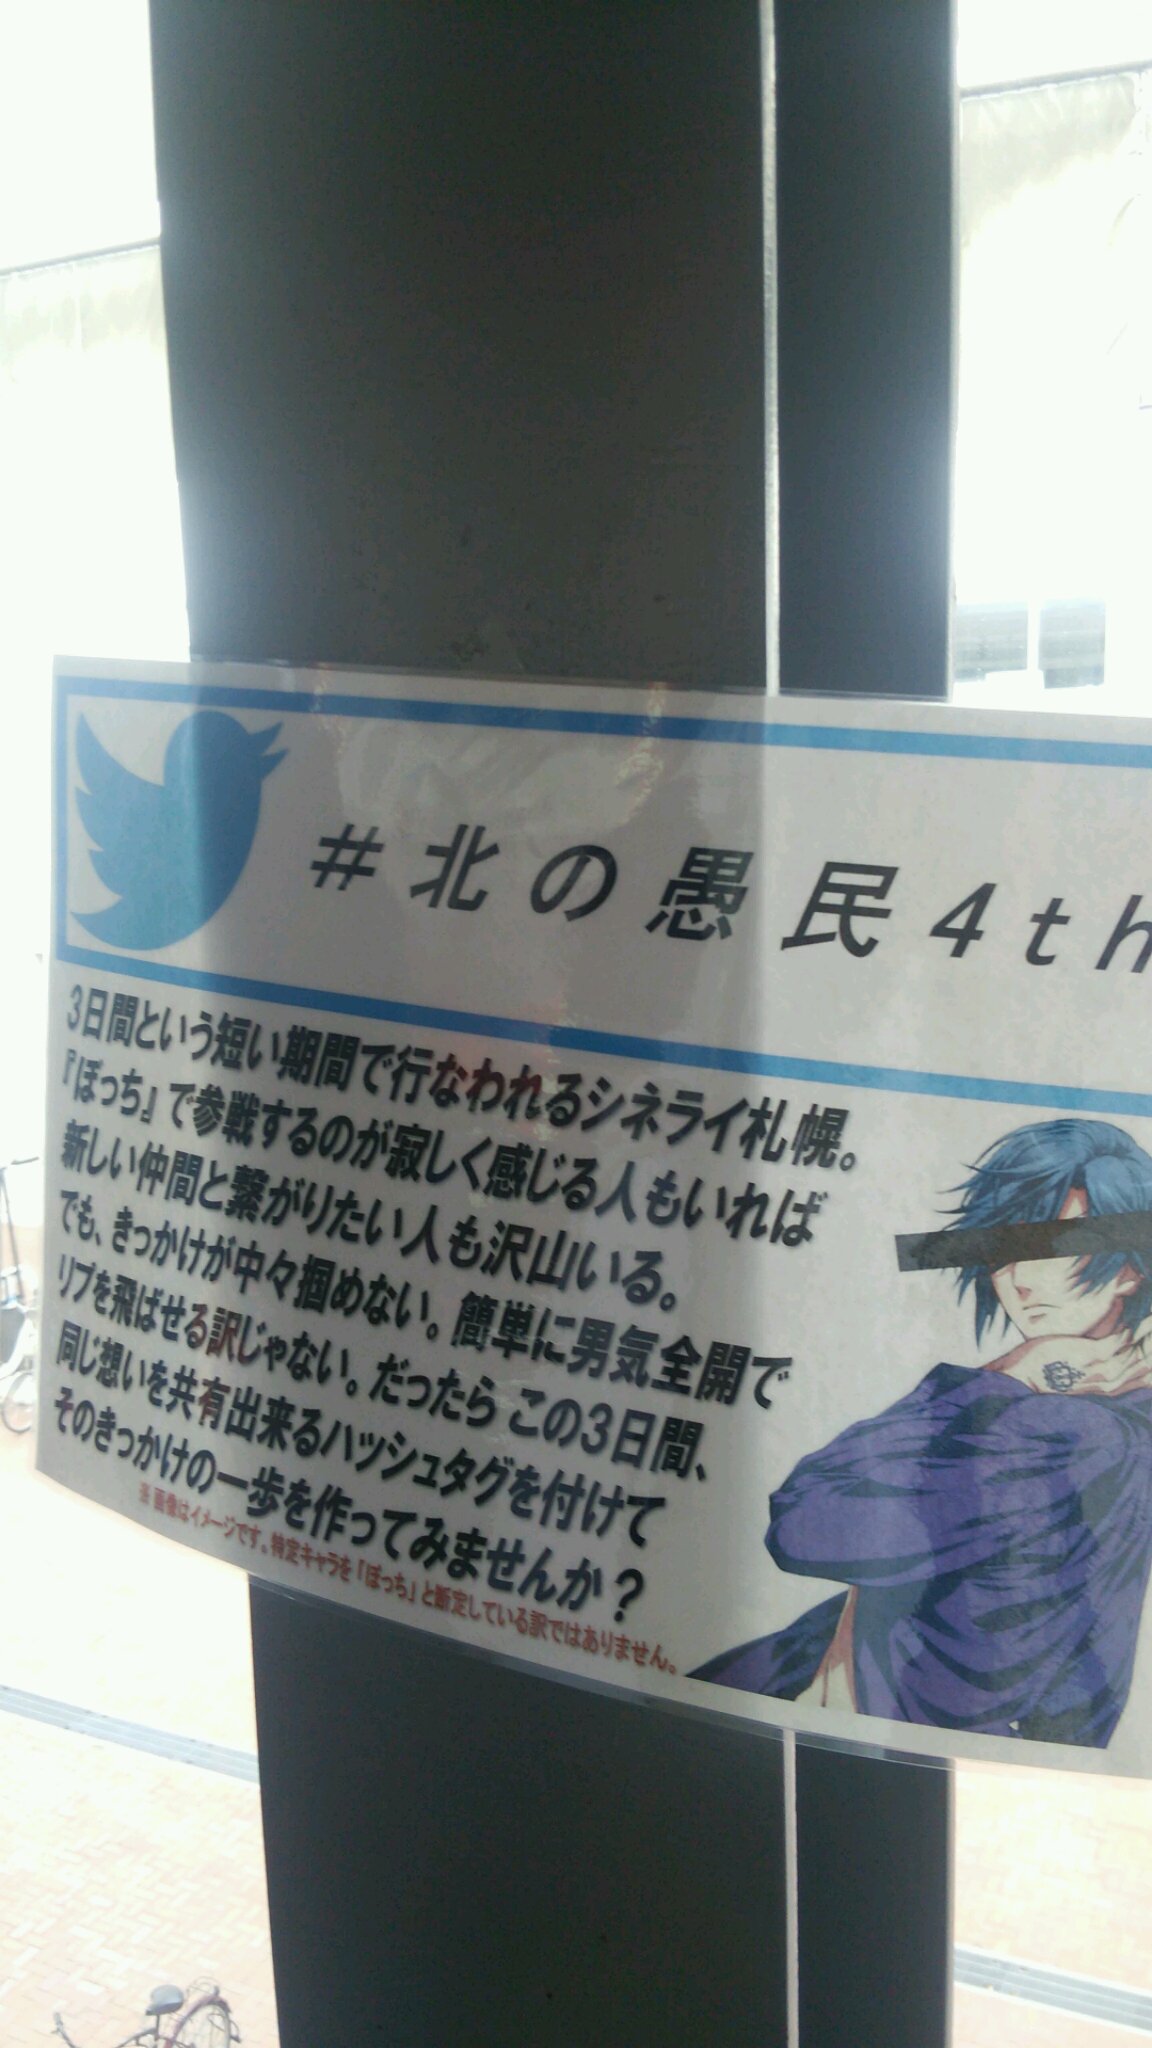 #北の愚民4th
3日間という短い期間で行なわれるシネライ札幌。
『ぼっち』で参戦するのが寂しく感じる人もいれば
新しい仲間と繋がりたい人も沢山いる。
でも、きっかけが中々掴めない。簡単に男気全開で
リプを飛ばせる訳じゃない。だったら この3日間、
同じ想いを共有出来るハッシュタグを付けて
そのきっかけの一歩を作ってみませんか？
※画像はイメージです。特定キャラを「ぼっち」と断定している訳ではありません。